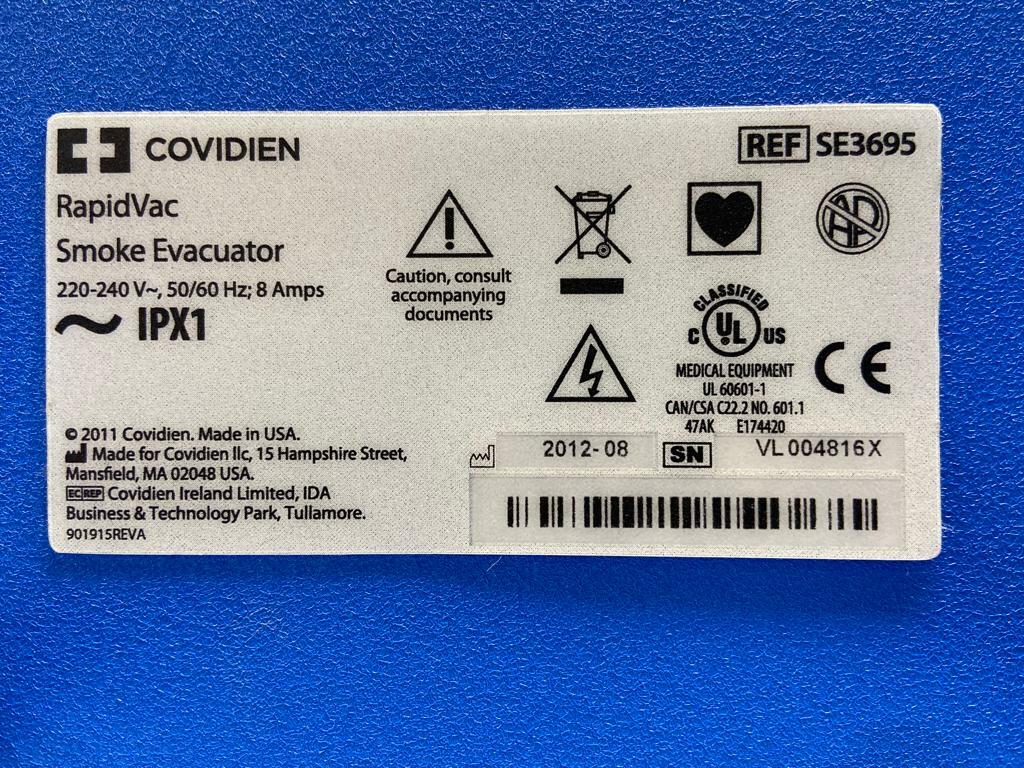 COVIDIEN
REF SE3695
RapidVac
Smoke Evacuator
220-240 V~, 50/60 Hz; 8 Amps
IPX1
Caution, consult
accompanying
documents
AP
CLASSIFIED
C UL US
MEDICAL EQUIPMENT
UL 60601-1
CAN/CSA C22.2 NO. 601.1
47AK E174420
CE
© 2011 Covidien. Made in USA.
Made for Covidien llc, 15 Hampshire Street,
Mansfield, MA 02048 USA.
EC REP Covidien Ireland Limited, IDA
Business & Technology Park, Tullamore.
901915REVA
2012-08 SN VL004816X